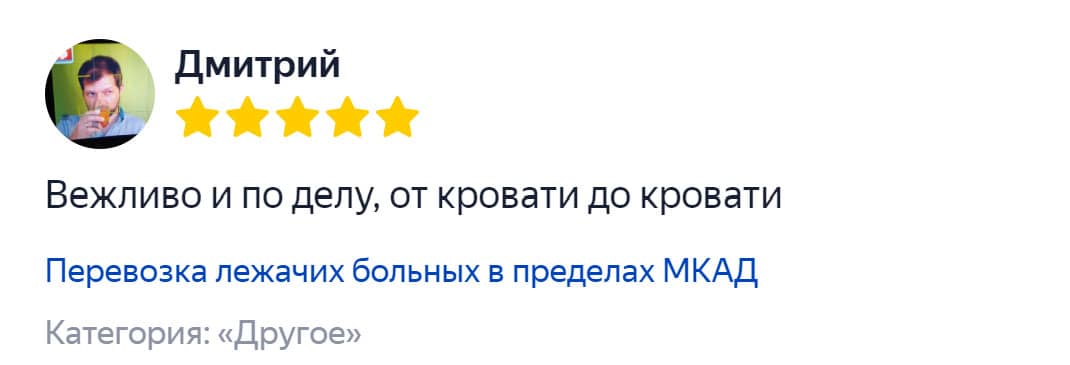 Дмитрий
Вежливо и по делу, от кровати до кровати
Перевозка лежачих больных в пределах МКАД
Категория: «Другое»